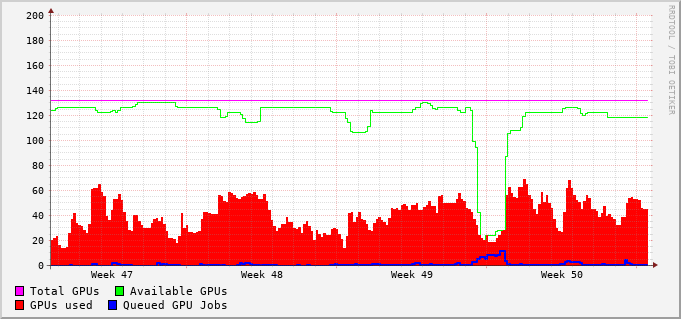 RRDTOOL / TOBI OETIKER
200
180
160
140
120
100
80
60
40
20
0
Week 47 Week 48 Week 49 Week 50
Total GPUs Available GPUs
GPUs used Queued GPU Jobs